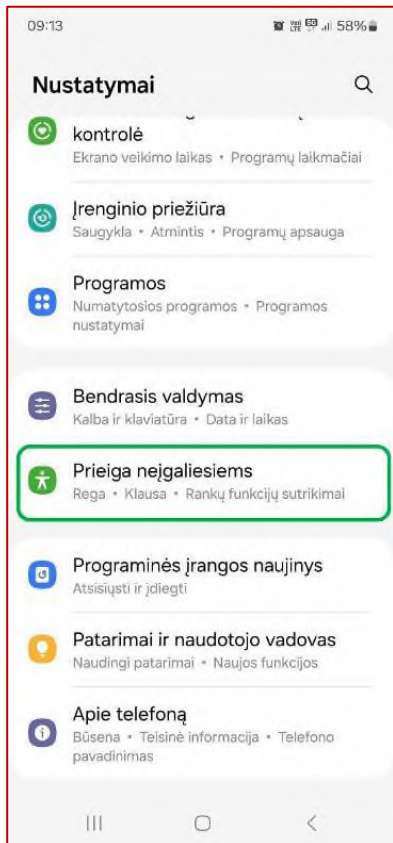 09:13 58%
Nustatymai
kontrolė
Ekrano veikimo laikas • Programų laikmačiai
Įrenginio priežiūra
Saugykla • Atmintis • Programų apsauga
Programos
Numatytosios programos • Programos
nustatymai
Bendrasis valdymas
Kalba ir klaviatūra • Data ir laikas
Prieiga neįgaliesiems
Rega • Klausa • Rankų funkcijų sutrikimai
Programinės įrangos naujinys
Atsisiųsti ir įdiegti
Patarimai ir naudotojo vadovas
Naudingi patarimai • Naujos funkcijos
Apie telefoną
Būsena • Teisinė informacija • Telefono
pavadinimas